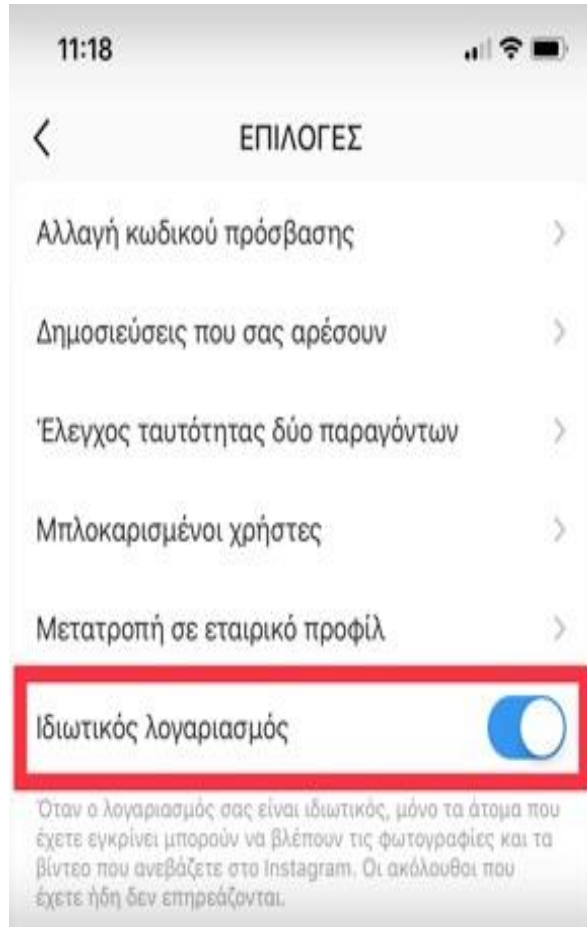 11:18
ΕΠΙΛΟΓΕΣ
Αλλαγή κωδικού πρόσβασης
Δημοσιεύσεις που σας αρέσουν
Έλεγχος ταυτότητας δύο παραγόντων
Μπλοκαρισμένοι χρήστες
Μετατροπή σε εταιρικό προφίλ
Ιδιωτικός λογαριασμός
Όταν ο λογαριασμός σας είναι ιδιωτικός, μόνο τα άτομα που
έχετε εγκρίνει μπορούν να βλέπουν τις φωτογραφίες και τα
βίντεο που ανεβάζετε στο Instagram. Οι ακόλουθοι που
έχετε ήδη δεν επηρεάζονται.